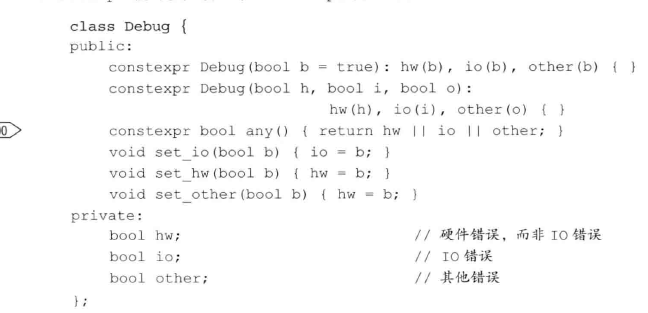 class Debug {
public:
    constexpr Debug(bool b = true): hw(b), io(b), other(b) { }
    constexpr Debug(bool h, bool i, bool o):
                            hw(h), io(i), other(o) { }
    constexpr bool any() { return hw || io || other; }
    void set_io(bool b) { io = b; }
    void set_hw(bool b) { hw = b; }
    void set_other(bool b) { hw = b; }
private:
    bool hw;        // 硬件错误，而非 IO 错误
    bool io;        // IO 错误
    bool other;     // 其他错误
};